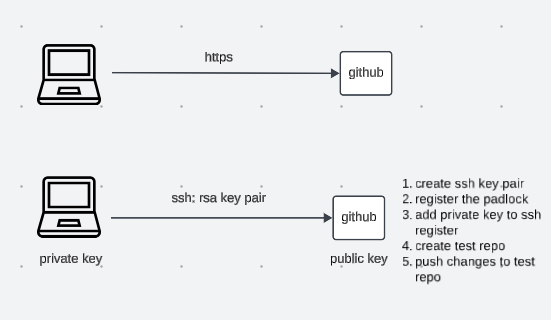 https
github
ssh; rsa key pair
github
private key
public key
1. create ssh key pair
2. register the padlock
3. add private key to ssh
register
4. create test repo
5. push changes to test
repo